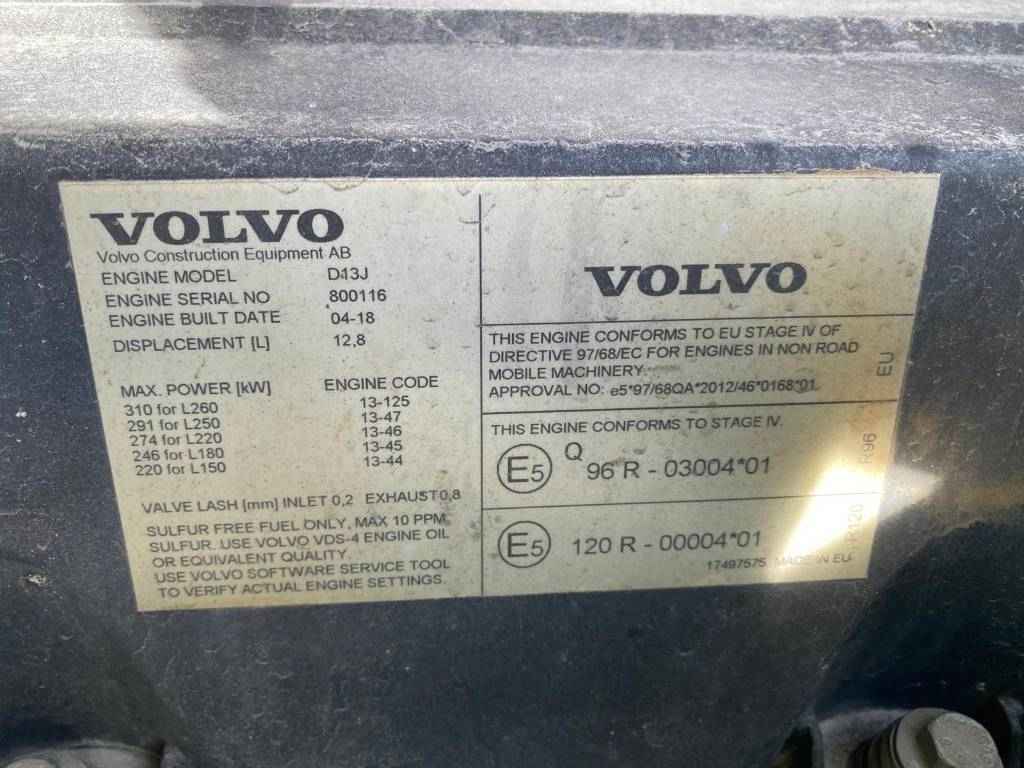 VOLVO
Volvo Construction Equipment AB
ENGINE MODEL D13J
ENGINE SERIAL NO 800116
ENGINE BUILT DATE 04-18
DISPLACEMENT [L] 12,8
MAX. POWER [kW] ENGINE CODE
310 for L260 13-125
291 for L250 13-47
274 for L220 13-46
246 for L180 13-45
220 for L150 13-44
VALVE LASH [mm] INLET 0,2 EXHAUST 0,8
SULFUR FREE FUEL ONLY, MAX 10 PPM
SULFUR. USE VOLVO VDS-4 ENGINE OIL
OR EQUIVALENT QUALITY.
USE VOLVO SOFTWARE SERVICE TOOL
TO VERIFY ACTUAL ENGINE SETTINGS.
VOLVO
THIS ENGINE CONFORMS TO EU STAGE IV OF
DIRECTIVE 97/68/EC FOR ENGINES IN NON ROAD
MOBILE MACHINERY.
APPROVAL NO: e5*97/68QA*2012/46*0168*01
EU
THIS ENGINE CONFORMS TO STAGE IV.
E5 Q 96 R - 03004*01
R96
E5 120 R - 00004*01
R120
17497575 MADE IN EU